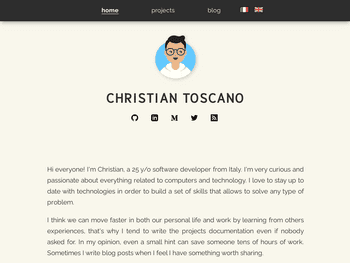 home projects blog
CHRISTIAN TOSCANO
Hi everyone! I'm Christian, a 25 y/o software developer from Italy. I'm very curious and
passionate about everything related to computers and technology. I love to stay up to
date with technologies in order to build a set of skills that allows to solve any type of
problem.
I think we can move faster in both our personal life and work by learning from others
experiences, that's why I tend to write the projects documentation even if nobody
asked for. In my opinion, even a small hint can save someone tens of hours of work.
Sometimes I write blog posts when I feel I have something worth sharing.